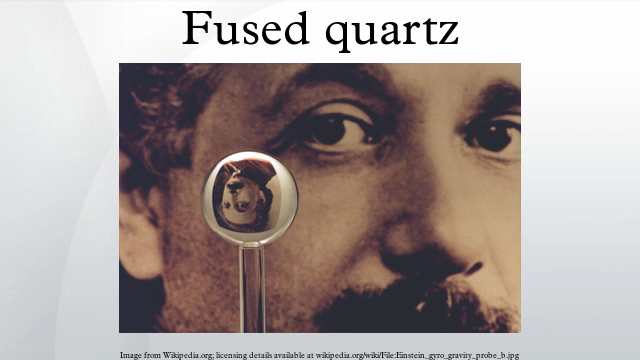 Fused quartz
Image from Wikipedia.org; licensing details available at wikipedia.org/wiki/File:Einstein_gyro_gravity_probe_b.jpg